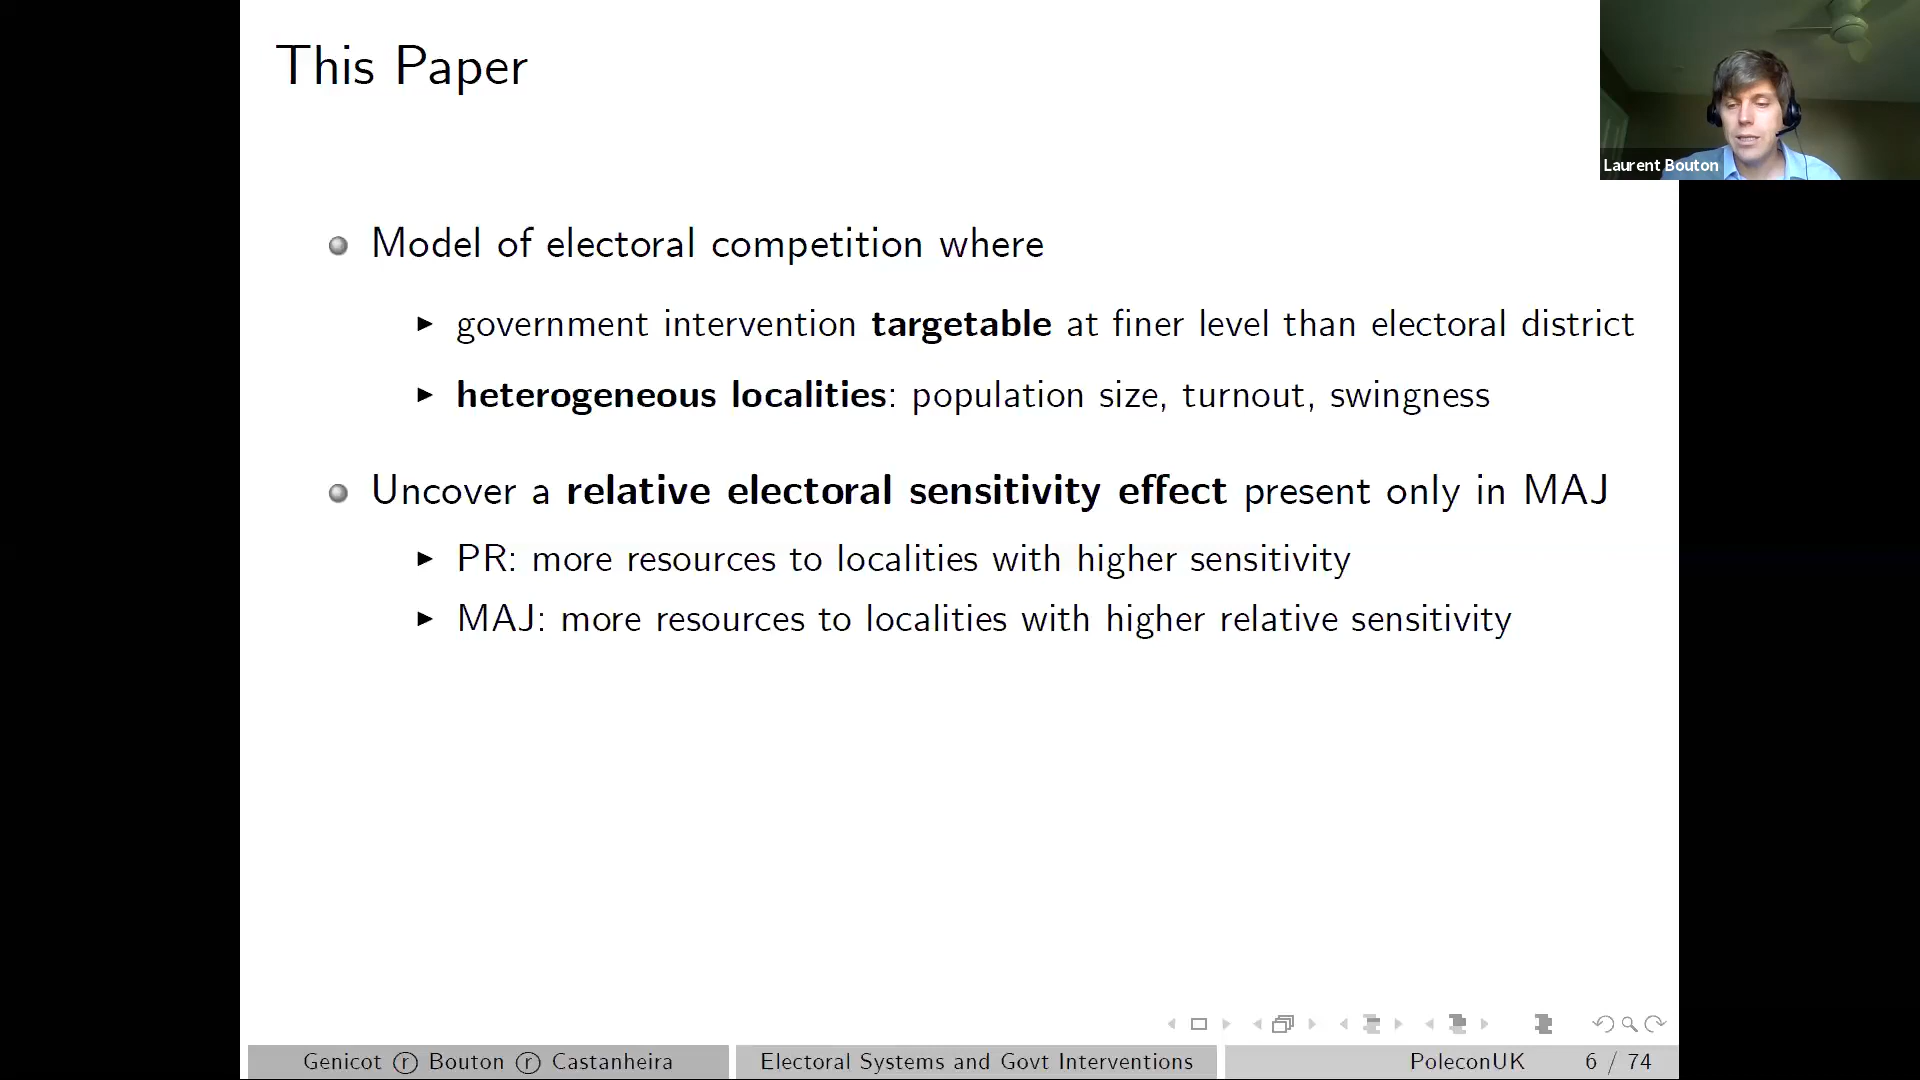 This Paper
Laurent Bouton
Model of electoral competition where
government intervention targetable at finer level than electoral district
heterogeneous localities: population size, turnout, swingness
Uncover a relative electoral sensitivity effect present only in MAJ
PR: more resources to localities with higher sensitivity
MAJ: more resources to localities with higher relative sensitivity
Genicot ⓡ Bouton ⓡ Castanheira
Electoral Systems and Govt Interventions
PoleconUK
6 / 74